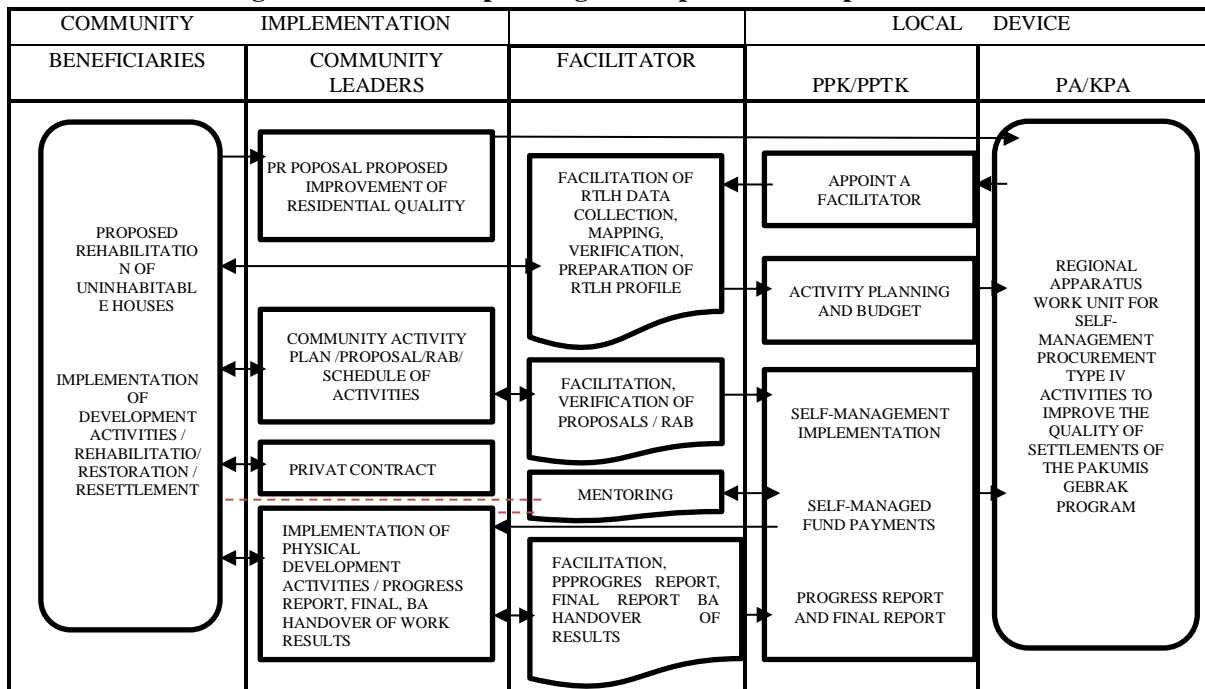 COMMUNITY IMPLEMENTATION
LOCAL DEVICE
BENEFICIARIES
COMMUNITY
LEADERS
FACILITATOR
PPK/PPTK
PA/KPA
PROPOSED
REHABILITATIO
N OF
UNINHABITABL
E HOUSES
IMPLEMENTATION
OF
DEVELOPMENT
ACTIVITIES /
REHABILITATIO/
RESTORATION /
RESETTLEMENT
PR POPOSAL PROPOSED
IMPROVEMENT OF
RESIDENTIAL QUALITY
COMMUNITY ACTIVITY
PLAN /PROPOSAL/RAB/
SCHEDULE OF
ACTIVITIES
PRIVAT CONTRACT
IMPLEMENTATION OF
PHYSICAL
DEVELOPMENT
ACTIVITIES / PROGRESS
REPORT, FINAL, BA
HANDOVER OF WORK
RESULTS
FACILITATION OF
RTLH DATA
COLLECTION,
MAPPING,
VERIFICATION,
PREPARATION OF
RTLH PROFILE
FACILITATION,
VERIFICATION OF
PROPOSALS / RAB
MENTORING
FACILITATION,
PPPROGRES REPORT,
FINAL REPORT BA
HANDOVER OF
RESULTS
APPOINT A
FACILITATOR
ACTIVITY PLANNING
AND BUDGET
SELF-MANAGEMENT
IMPLEMENTATION
SELF-MANAGED
FUND PAYMENTS
PROGRESS REPORT
AND FINAL REPORT
REGIONAL
APPARATUS
WORK UNIT FOR
SELF-
MANAGEMENT
PROCUREMENT
TYPE IV
ACTIVITIES TO
IMPROVE THE
QUALITY OF
SETTLEMENTS OF
THE PAKUMIS
GEBRAK
PROGRAM